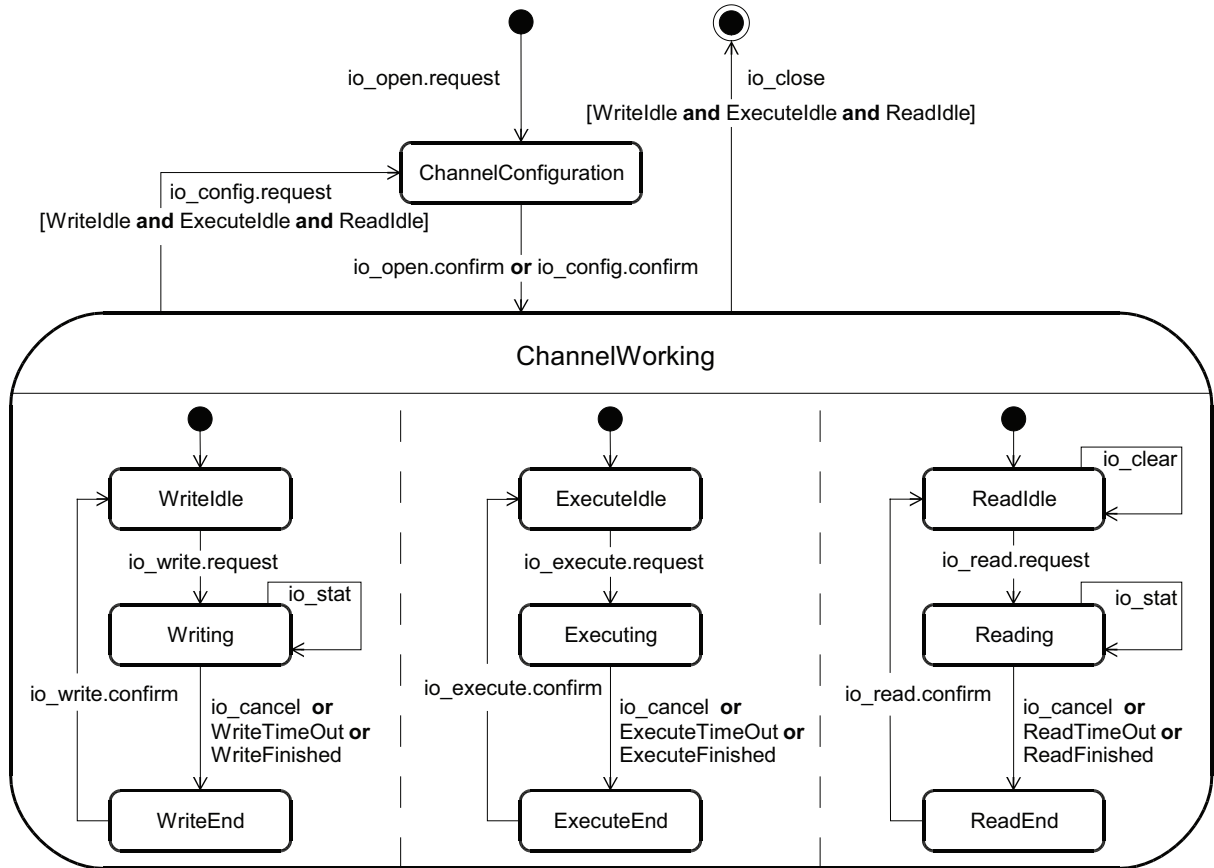 io_open.request
io_close
[WriteIdle and ExecuteIdle and ReadIdle]
ChannelConfiguration
io_config.request
[WriteIdle and ExecuteIdle and ReadIdle]
io_open.confirm or io_config.confirm
ChannelWorking
WriteIdle
io_write.request
io_stat
Writing
io_write.confirm
io_cancel or
WriteTimeOut or
WriteFinished
WriteEnd
ExecuteIdle
io_execute.request
Executing
io_execute.confirm
io_cancel or
ExecuteTimeOut or
ExecuteFinished
ExecuteEnd
io_clear
ReadIdle
io_read.request
io_stat
Reading
io_read.confirm
io_cancel or
ReadTimeOut or
ReadFinished
ReadEnd